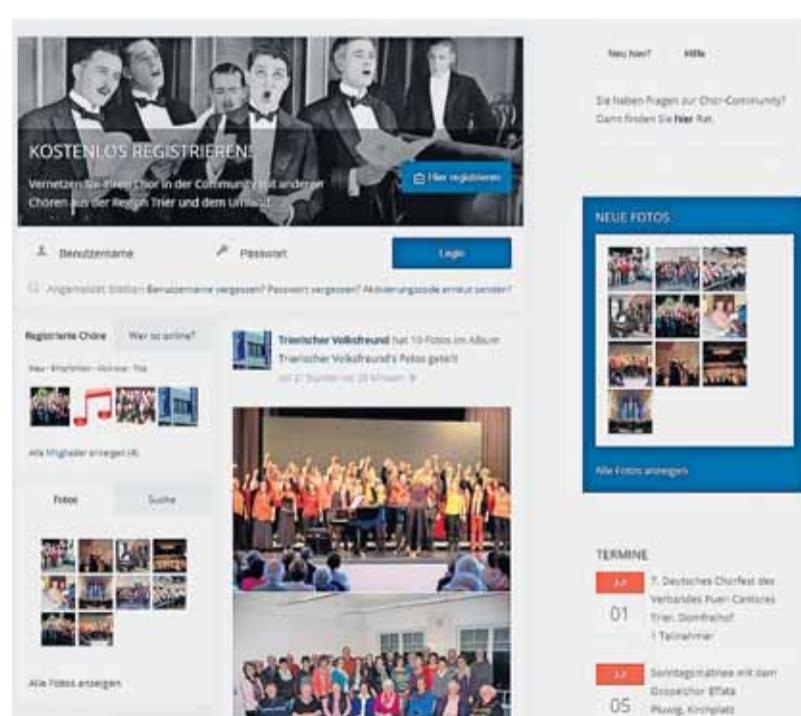 KOSTENLOS REGISTRIEREN!
Vernetzen Sie Ihren Chor in der Community mit anderen
Chören aus der Region Trier und dem Umland
Hier registrieren
Benutzername
Passwort
Login
Angemeldet bleiben Benutzername vergessen? Passwort vergessen? Aktivierungscode erneut senden?
Registrierte Chöre
Wer ist online?
Neu
Top
Alle Mitglieder anzeigen (4)
Fotos
Suche
Alle Fotos anzeigen
Trierischer Volksfreund hat 10 Fotos im Album
Trierischer Volksfreund's Fotos geteilt
vor 21 Stunden
Neu hier?
Hilfe
Sie haben Fragen zur Chor-Community?
Dann finden Sie hier Rat.
NEUE FOTOS
Alle Fotos anzeigen
TERMINE
01
7. Deutsches Chorfest des
Verbandes Pueri Cantores
Trier, Domfreihof
1 Teilnehmer
05
Sonntagsmatinee mit dem
Gospelchor Effata
Pluwig, Kirchplatz